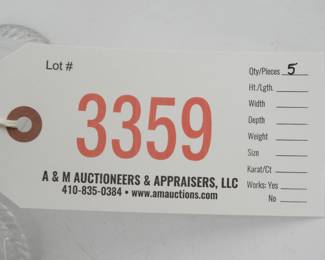 Lot #
3359
A & M AUCTIONEERS & APPRAISERS, LLC
410-835-0384 • www.amauctions.com
Qty/Pieces 5
Ht./Lgth.
Width
Depth
Weight
Size
Karat/Ct
Works: Yes
No